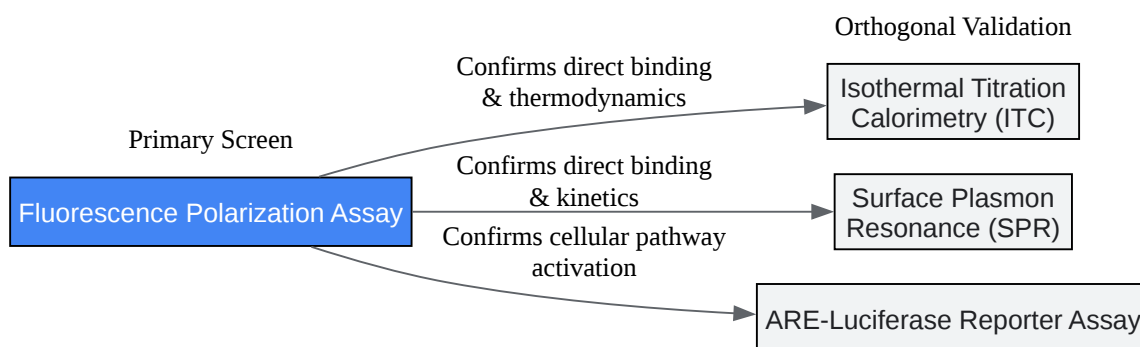 Orthogonal Validation
Confirms direct binding
& thermodynamics
Isothermal Titration
Calorimetry (ITC)
Primary Screen
Fluorescence Polarization Assay
Confirms direct binding
& kinetics
Surface Plasmon
Resonance (SPR)
Confirms cellular pathway
activation
ARE-Luciferase Reporter Assay